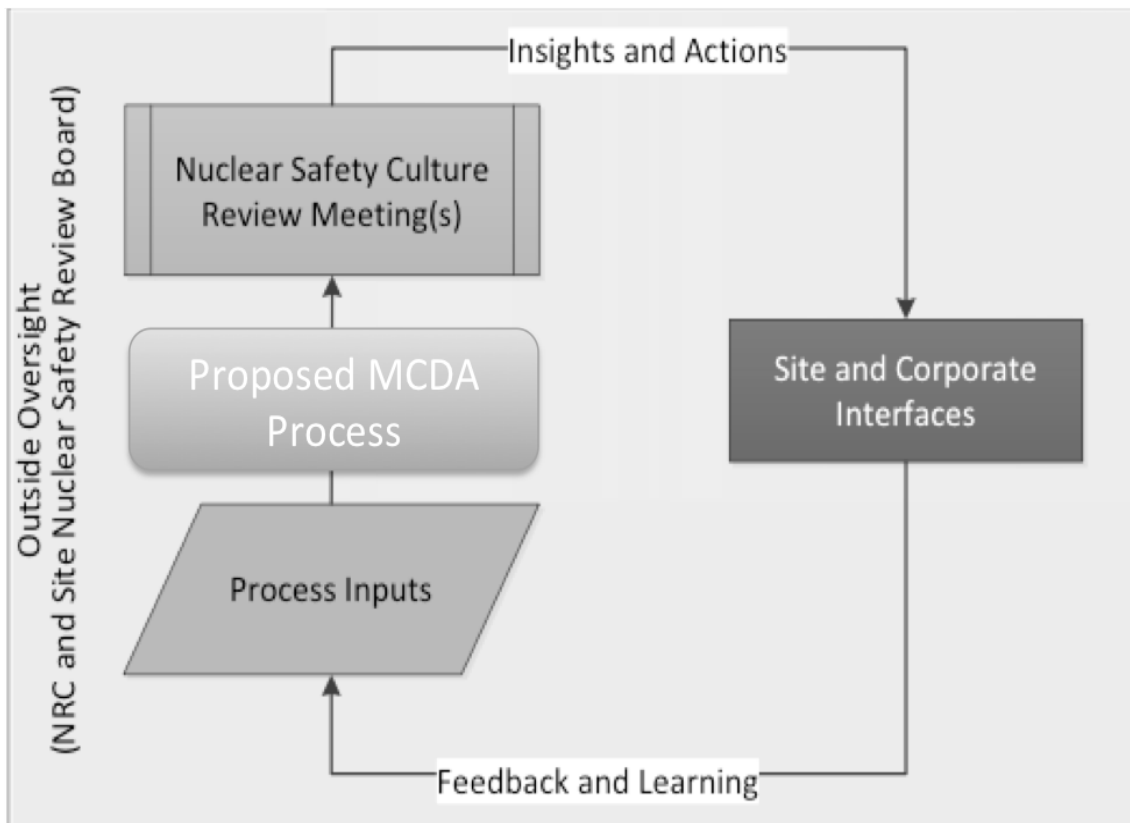 Outside Oversight
(NRC and Site Nuclear Safety Review Board)
Insights and Actions
Nuclear Safety Culture
Review Meeting(s)
Proposed MCDA
Process
Site and Corporate
Interfaces
Process Inputs
Feedback and Learning